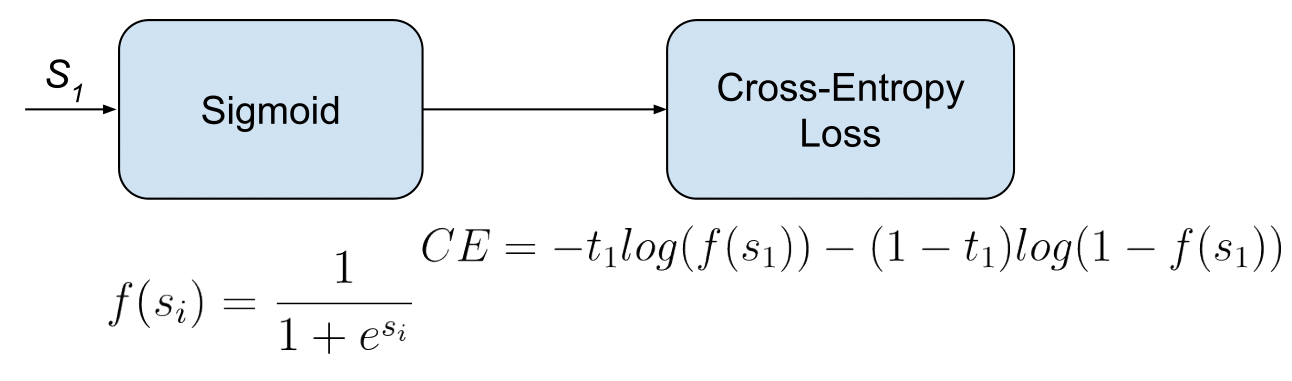 S₁
Sigmoid
Cross-Entropy
Loss
CE = −t₁log(f(s₁)) − (1 − t₁)log(1 − f(s₁))
f(sᵢ) = 1 / (1 + e^{sᵢ})